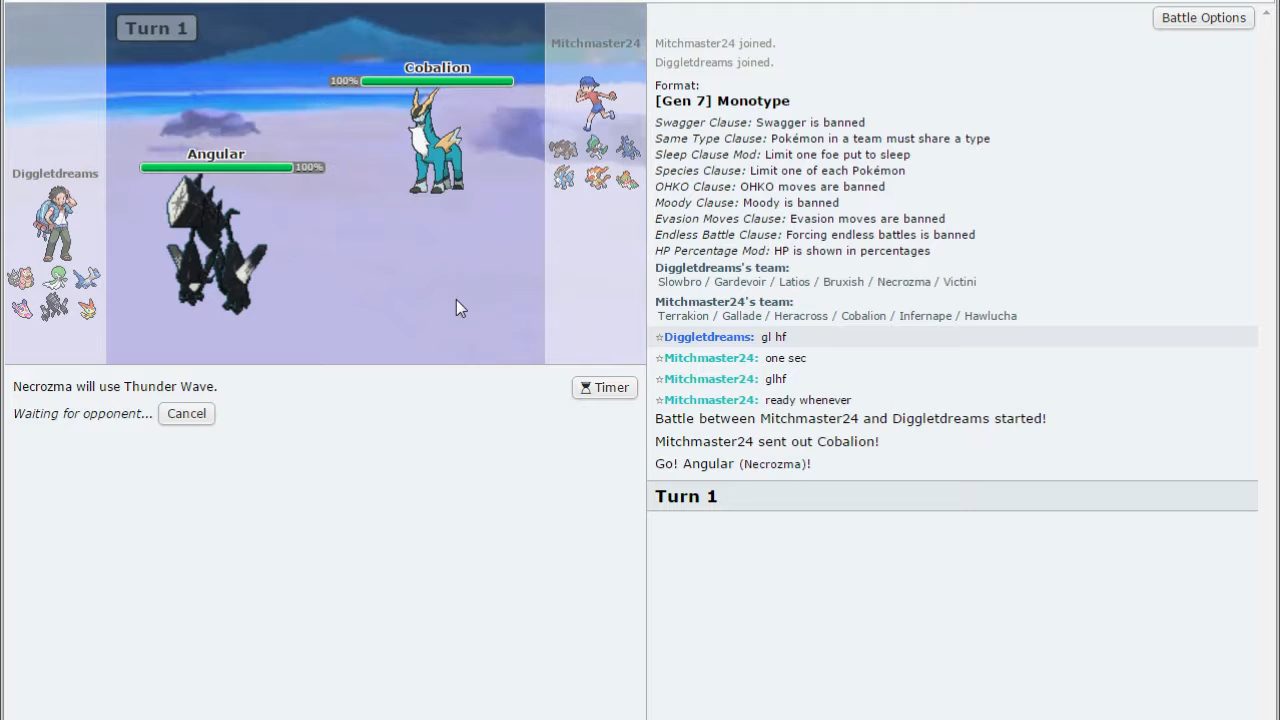 Turn 1
Cobalion
100%
Angular
100%
Diggletdreams
Mitchmaster24
Necrozma will use Thunder Wave.
Timer
Waiting for opponent... Cancel
Battle Options
Mitchmaster24 joined.
Diggletdreams joined.
Format:
[Gen 7] Monotype
Swagger Clause: Swagger is banned
Same Type Clause: Pokémon in a team must share a type
Sleep Clause Mod: Limit one foe put to sleep
Species Clause: Limit one of each Pokémon
OHKO Clause: OHKO moves are banned
Moody Clause: Moody is banned
Evasion Moves Clause: Evasion moves are banned
Endless Battle Clause: Forcing endless battles is banned
HP Percentage Mod: HP is shown in percentages
Diggletdreams's team:
Slowbro / Gardevoir / Latios / Bruxish / Necrozma / Victini
Mitchmaster24's team:
Terrakion / Gallade / Heracross / Cobalion / Infernape / Hawlucha
☆Diggletdreams: gl hf
☆Mitchmaster24: one sec
☆Mitchmaster24: glhf
☆Mitchmaster24: ready whenever
Battle between Mitchmaster24 and Diggletdreams started!
Mitchmaster24 sent out Cobalion!
Go! Angular (Necrozma)!
Turn 1